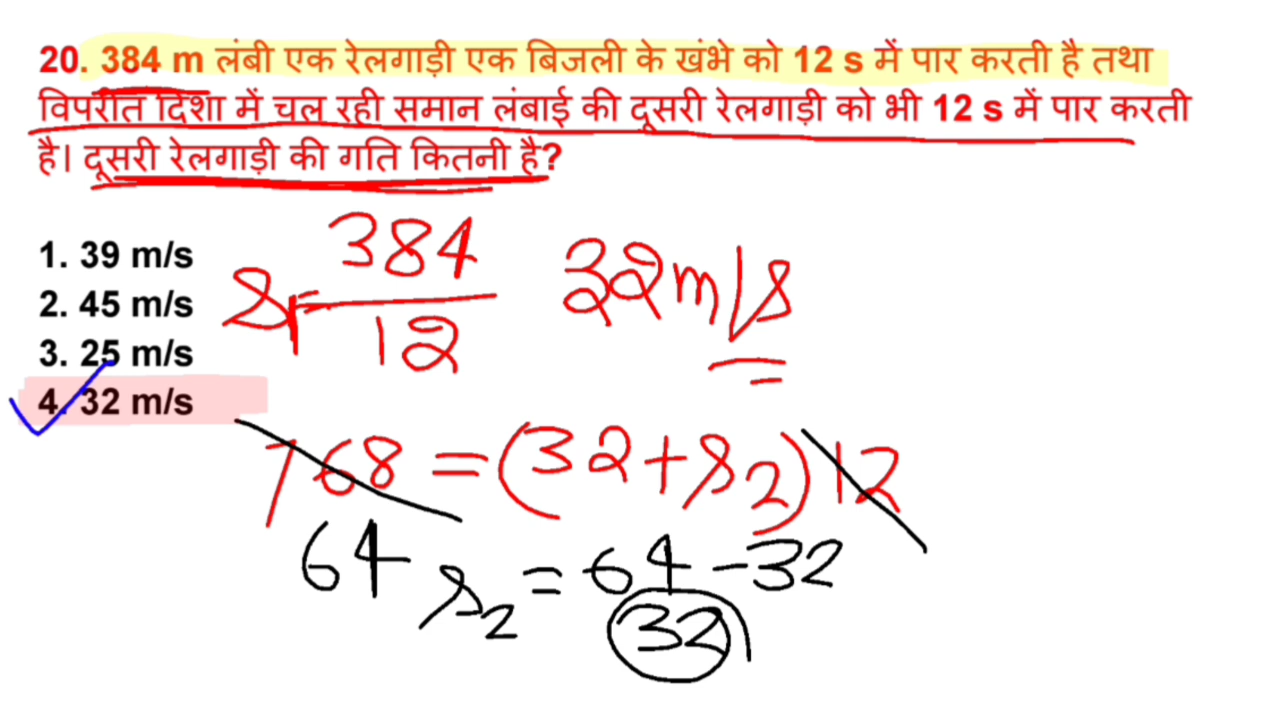 20. 384 m लंबी एक रेलगाड़ी एक बिजली के खंभे को 12 s में पार करती है तथा
विपरीत दिशा में चल रही समान लंबाई की दूसरी रेलगाड़ी को भी 12 s में पार करती
है। दूसरी रेलगाड़ी की गति कितनी है?
1. 39 m/s
2. 45 m/s
3. 25 m/s
4. 32 m/s
S1 = 384/12 32 m/s
768 = (32 + S2) 12
64 S2 = 64 - 32
32